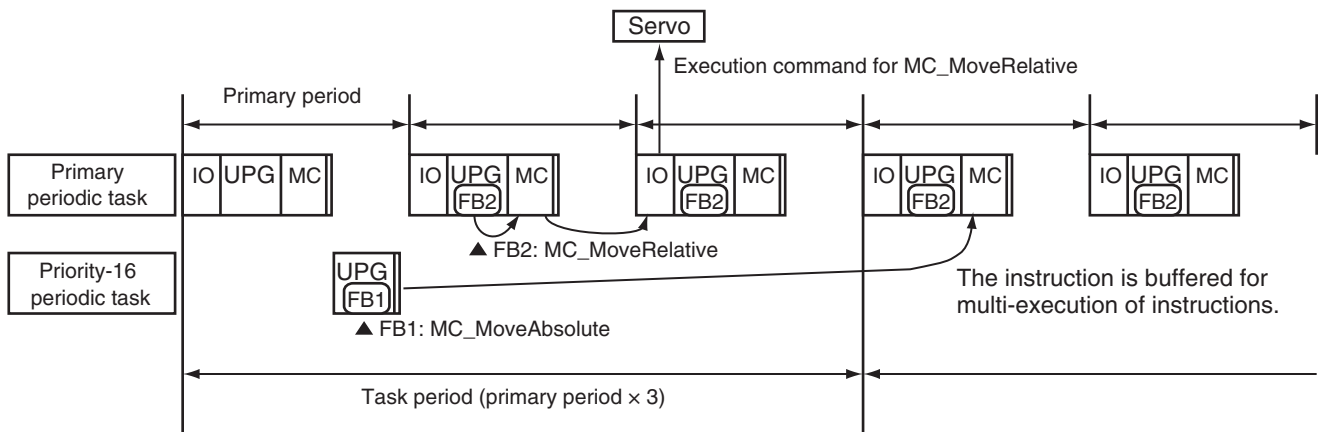 Servo
Execution command for MC_MoveRelative
Primary period
Primary
periodic task
IO UPG MC
IO UPG MC
FB2
IO UPG MC
FB2
IO UPG MC
FB2
IO UPG MC
FB2
▲ FB2: MC_MoveRelative
Priority-16
periodic task
UPG
FB1
▲ FB1: MC_MoveAbsolute
The instruction is buffered for
multi-execution of instructions.
Task period (primary period × 3)